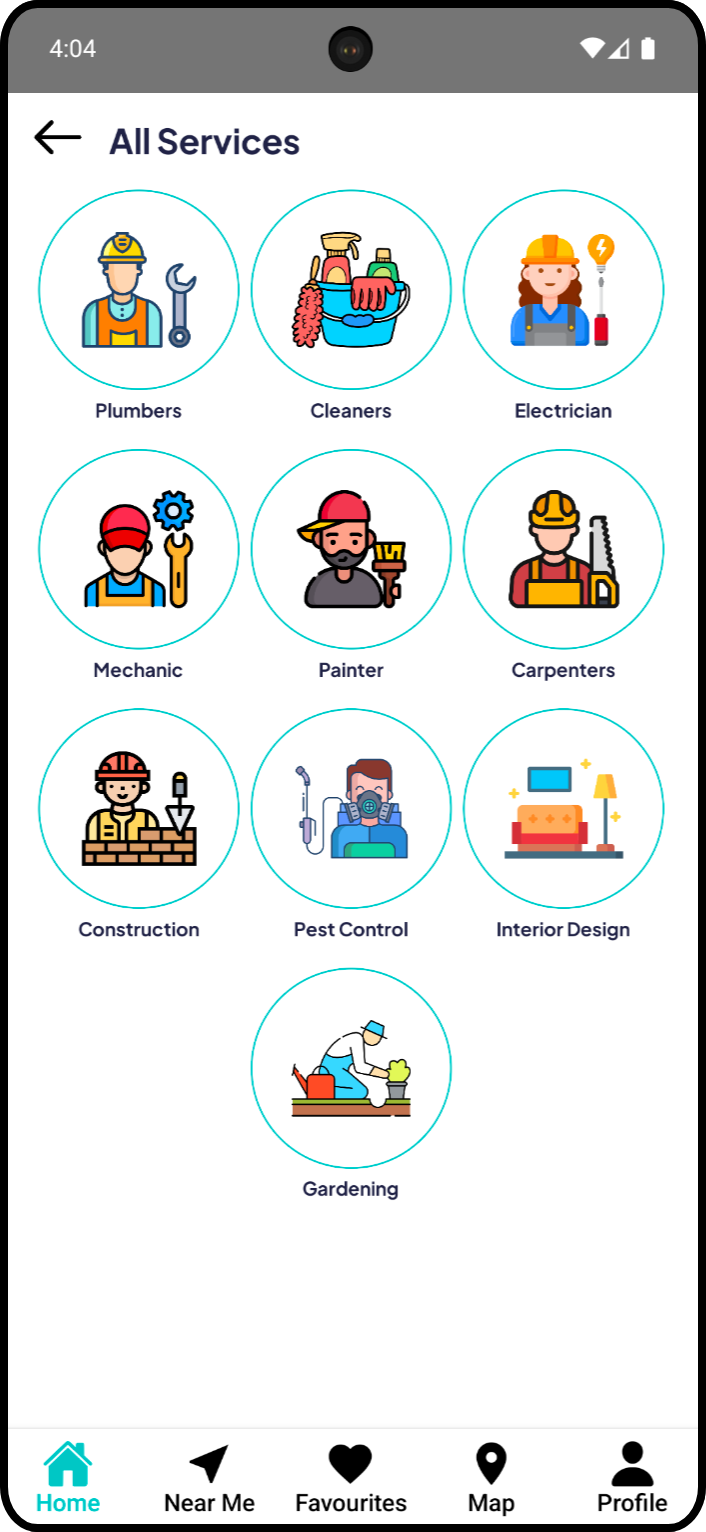 4:04
All Services
Plumbers
Cleaners
Electrician
Mechanic
Painter
Carpenters
Construction
Pest Control
Interior Design
Gardening
Home
Near Me
Favourites
Map
Profile